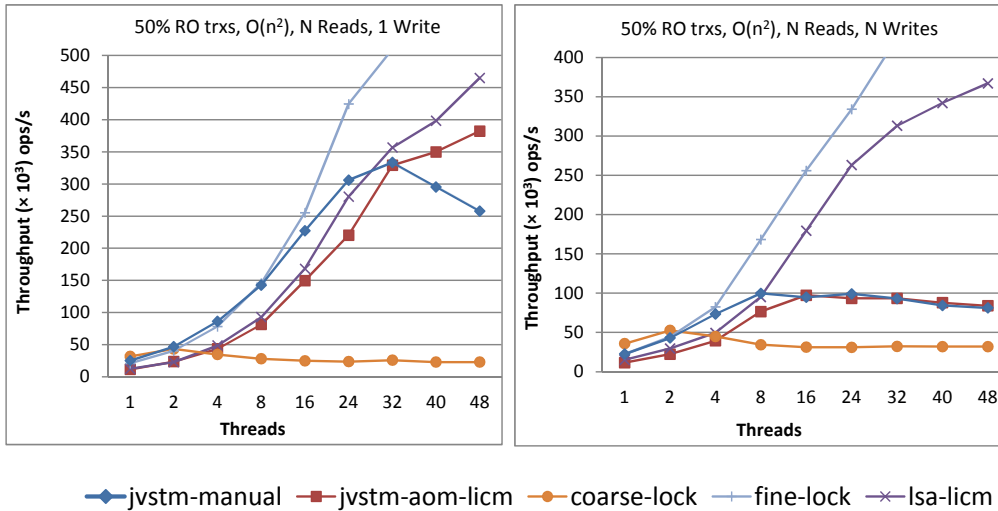 50% RO trxs, O(n²), N Reads, 1 Write
Throughput (× 10³) ops/s
500
450
400
350
300
250
200
150
100
50
0
1 2 4 8 16 24 32 40 48
Threads
50% RO trxs, O(n²), N Reads, N Writes
Throughput (× 10³) ops/s
400
350
300
250
200
150
100
50
0
1 2 4 8 16 24 32 40 48
Threads
jvstm-manual jvstm-aom-licm coarse-lock fine-lock lsa-licm